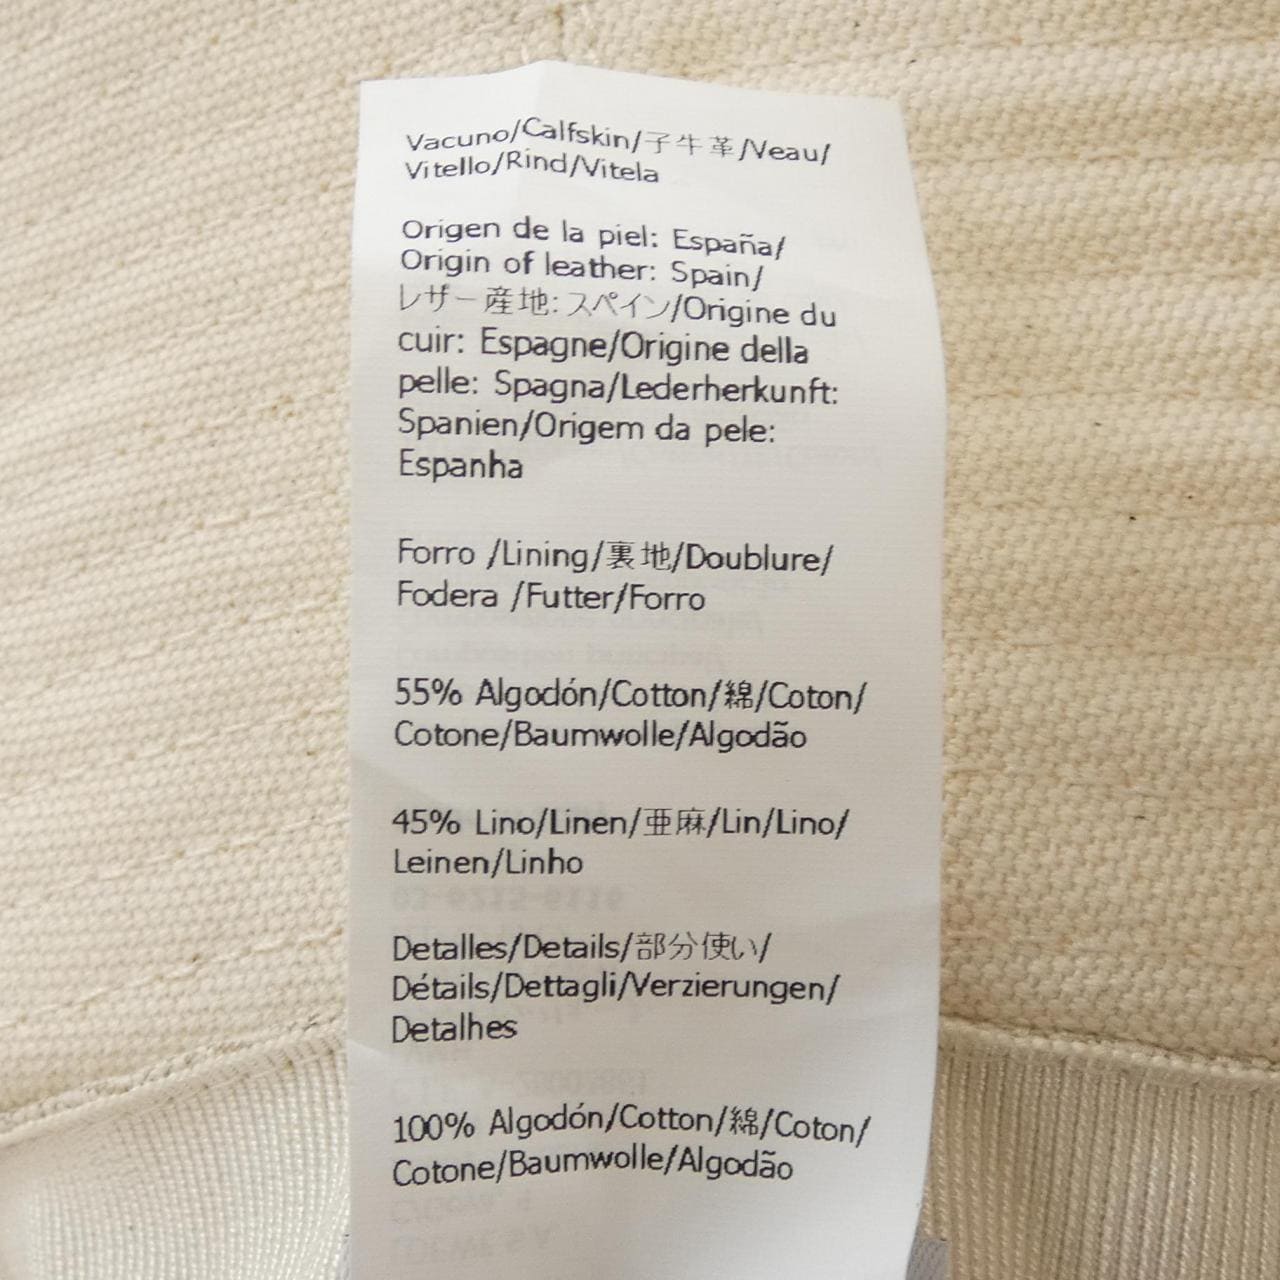 Vacuno/Calfskin/子牛革/Veau/
Vitello/Rind/Vitela
Origen de la piel: España/
Origin of leather: Spain/
レザー産地: スペイン/Origine du
cuir: Espagne/Origine della
pelle: Spagna/Lederherkunft:
Spanien/Origem da pele:
Espanha
Forro /Lining/裏地/Doublure/
Fodera /Futter/Forro
55% Algodón/Cotton/綿/Coton/
Cotone/Baumwolle/Algodão
45% Lino/Linen/亜麻/Lin/Lino/
Leinen/Linho
Detalles/Details/部分使い/
Détails/Dettagli/Verzierungen/
Detalhes
100% Algodón/Cotton/綿/Coton/
Cotone/Baumwolle/Algodão